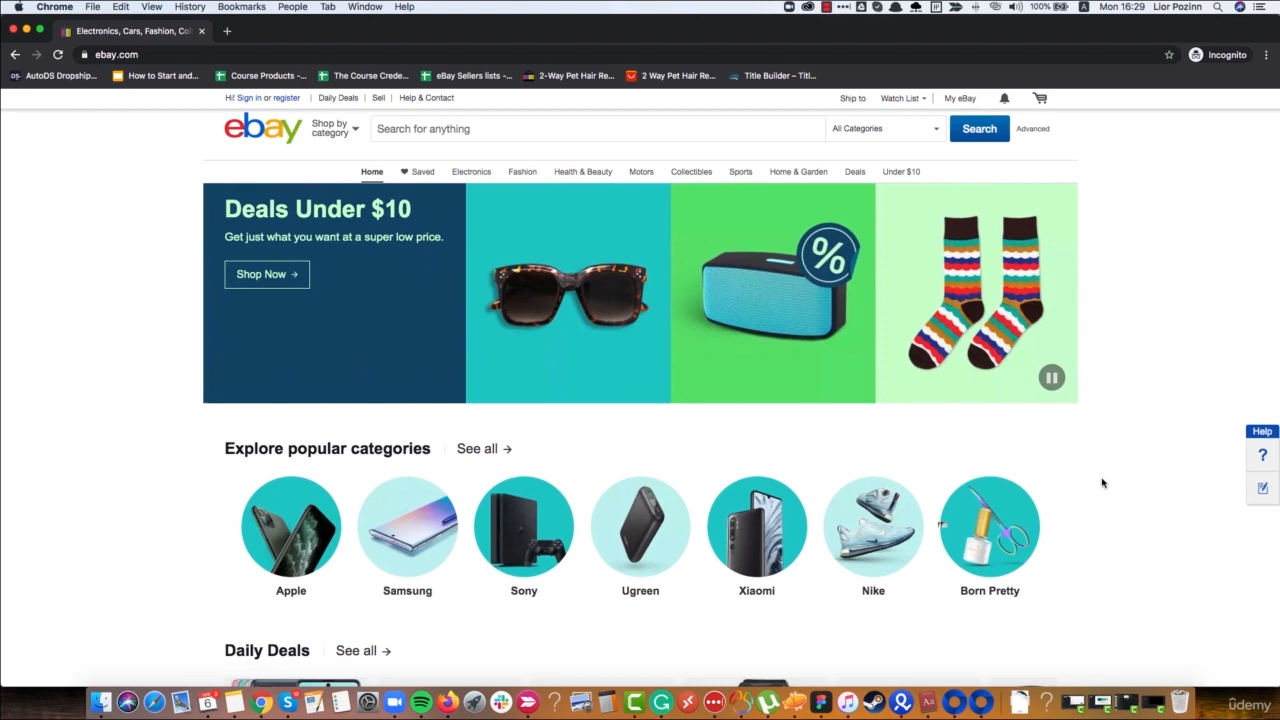 Chrome File Edit View History Bookmarks People Tab Window Help 100% Mon 16:29 Lior Pozinn
Electronics, Cars, Fashion, Co
ebay.com Incognito
AutoDS Dropship... How to Start and... Course Products -... The Course Crede... eBay Sellers lists -... 2-Way Pet Hair Re... 2 Way Pet Hair Re... Title Builder – Titl...
Hi! Sign in or register Daily Deals Sell Help & Contact Ship to Watch List My eBay
ebay Shop by category Search for anything All Categories Search Advanced
Home Saved Electronics Fashion Health & Beauty Motors Collectibles Sports Home & Garden Deals Under $10
Deals Under $10
Get just what you want at a super low price.
Shop Now →
%
Help
?
Explore popular categories See all →
Apple Samsung Sony Ugreen Xiaomi Nike Born Pretty
Daily Deals See all →
ûdemy